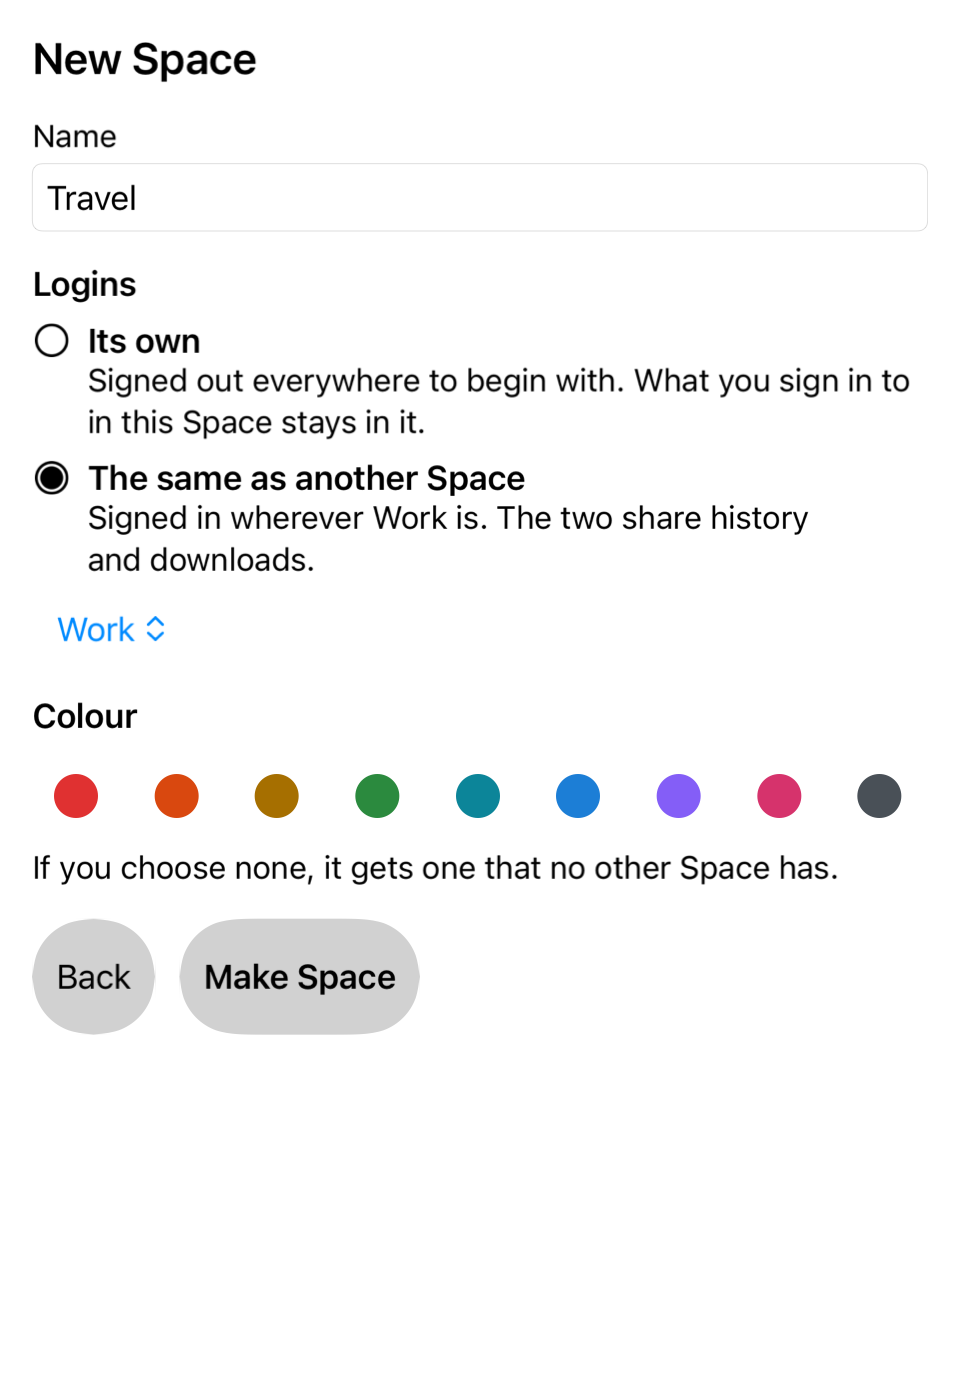 New Space
Name
Travel
Logins
Its own
Signed out everywhere to begin with. What you sign in to
in this Space stays in it.
The same as another Space
Signed in wherever Work is. The two share history
and downloads.
Work
Colour
If you choose none, it gets one that no other Space has.
Back
Make Space